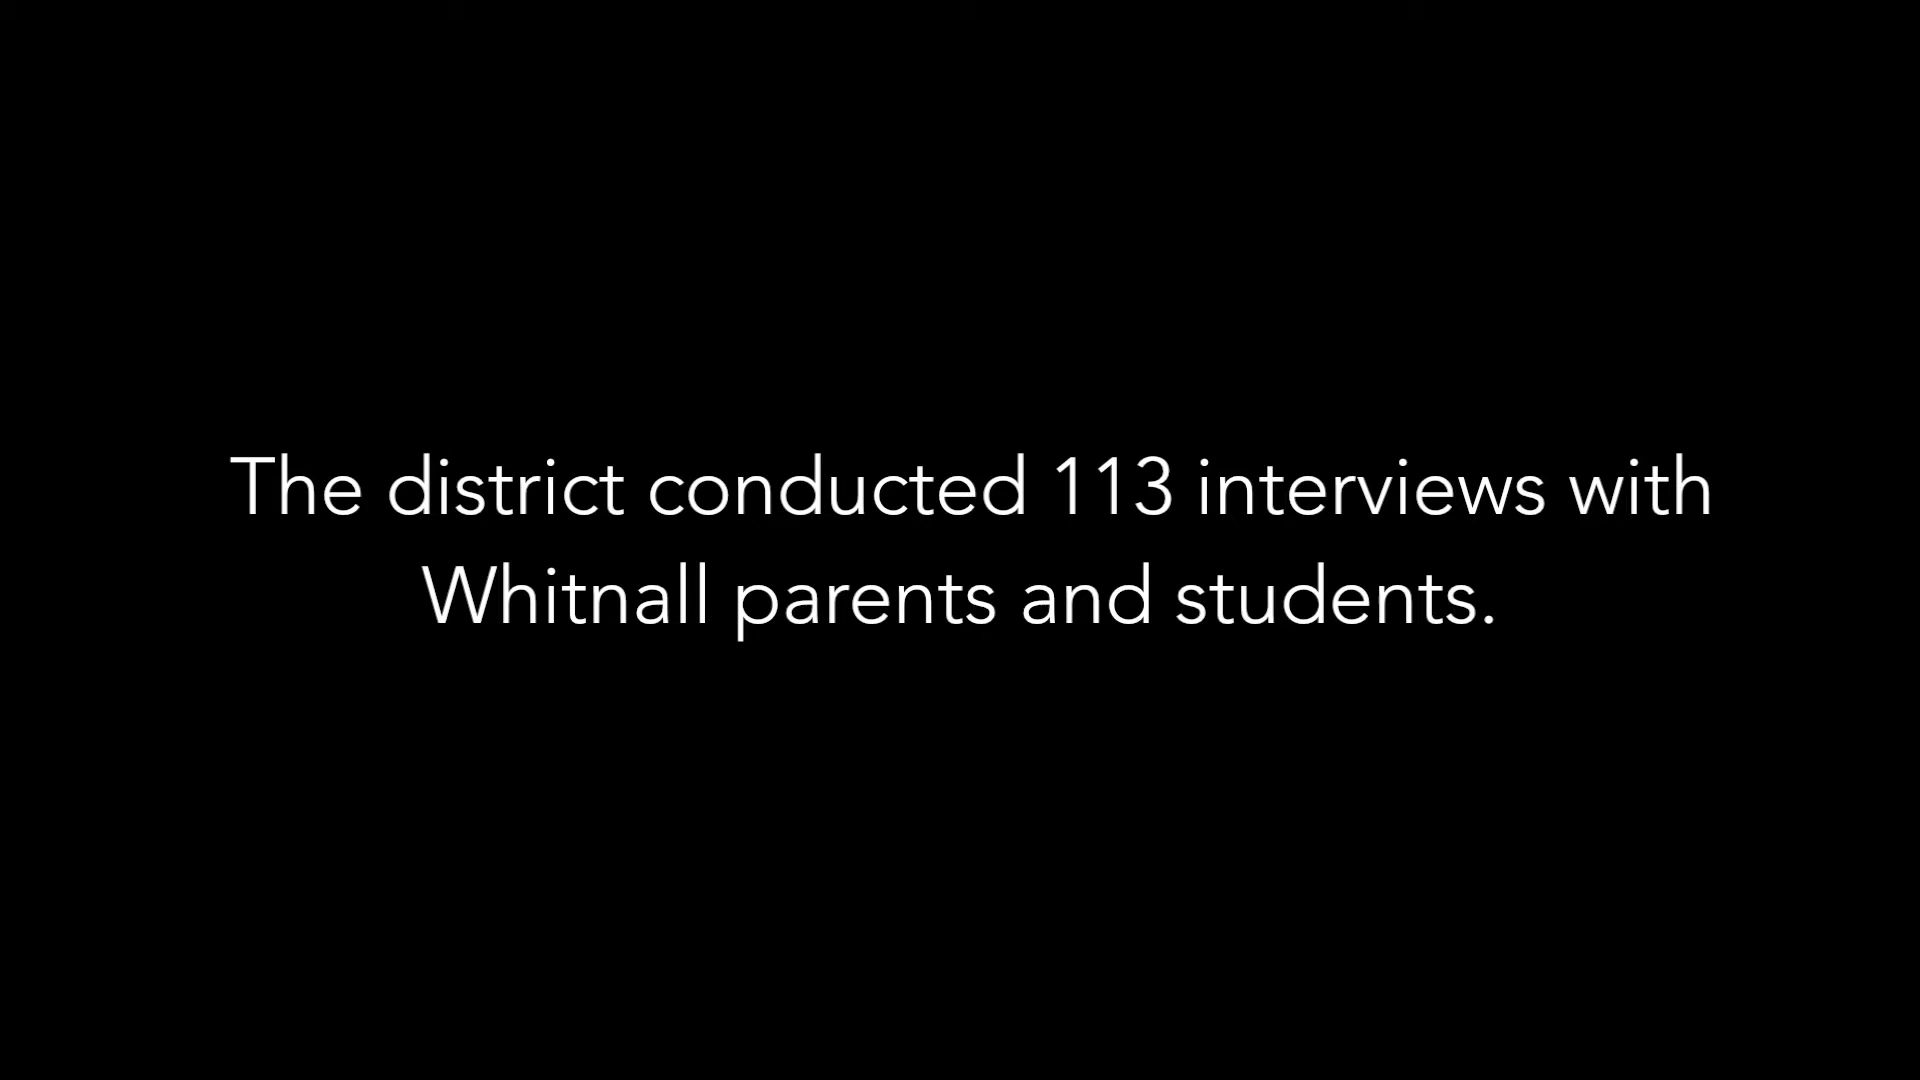 The district conducted 113 interviews with
Whitnall parents and students.